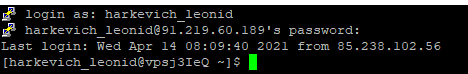 login as: harkevich_leonid
harkevich_leonid@91.219.60.189's password:
Last login: Wed Apr 14 08:09:40 2021 from 85.238.102.56
[harkevich_leonid@vpsj3IeQ ~]$